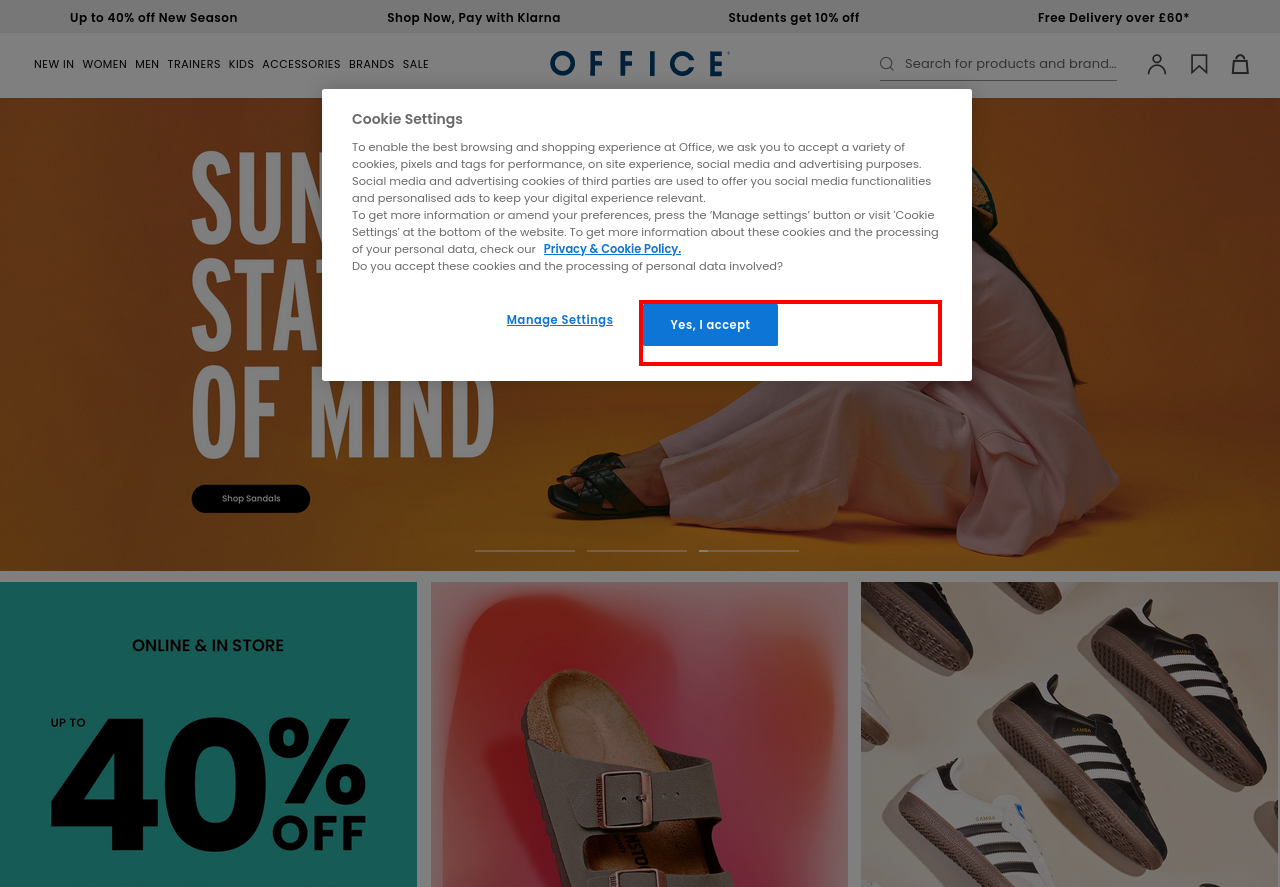 Up to 40% off New Season
Shop Now, Pay with Klarna
Students get 10% off
Free Delivery over £60*
NEW IN WOMEN MEN TRAINERS KIDS ACCESSORIES BRANDS SALE
OFFICE
Search for products and brand...
Cookie Settings
To enable the best browsing and shopping experience at Office, we ask you to accept a variety of
cookies, pixels and tags for performance, on site experience, social media and advertising purposes.
Social media and advertising cookies of third parties are used to offer you social media functionalities
and personalised ads to keep your digital experience relevant.
To get more information or amend your preferences, press the ‘Manage settings’ button or visit 'Cookie
Settings' at the bottom of the website. To get more information about these cookies and the processing
of your personal data, check our Privacy & Cookie Policy.
Do you accept these cookies and the processing of personal data involved?
Manage Settings
Yes, I accept
SUN
STA
OF MIND
Shop Sandals
ONLINE & IN STORE
UP TO
40%
OFF
SAMBA
SAMBA
SAMBA